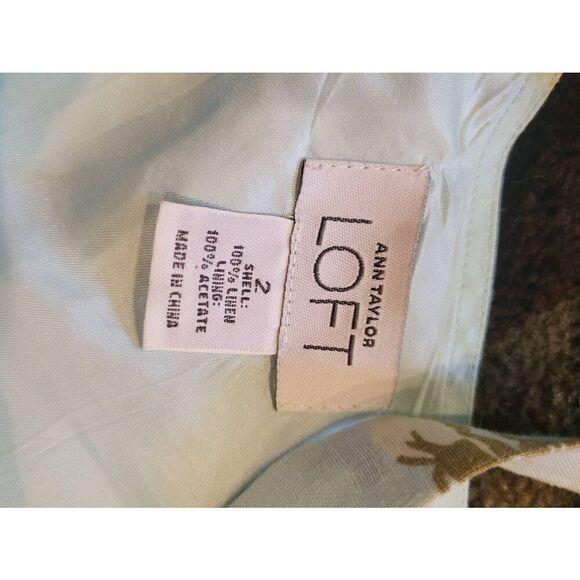 ANN TAYLOR
LOFT
2
SHELL:
100% LINEN
LINING:
100% ACETATE
MADE IN CHINA